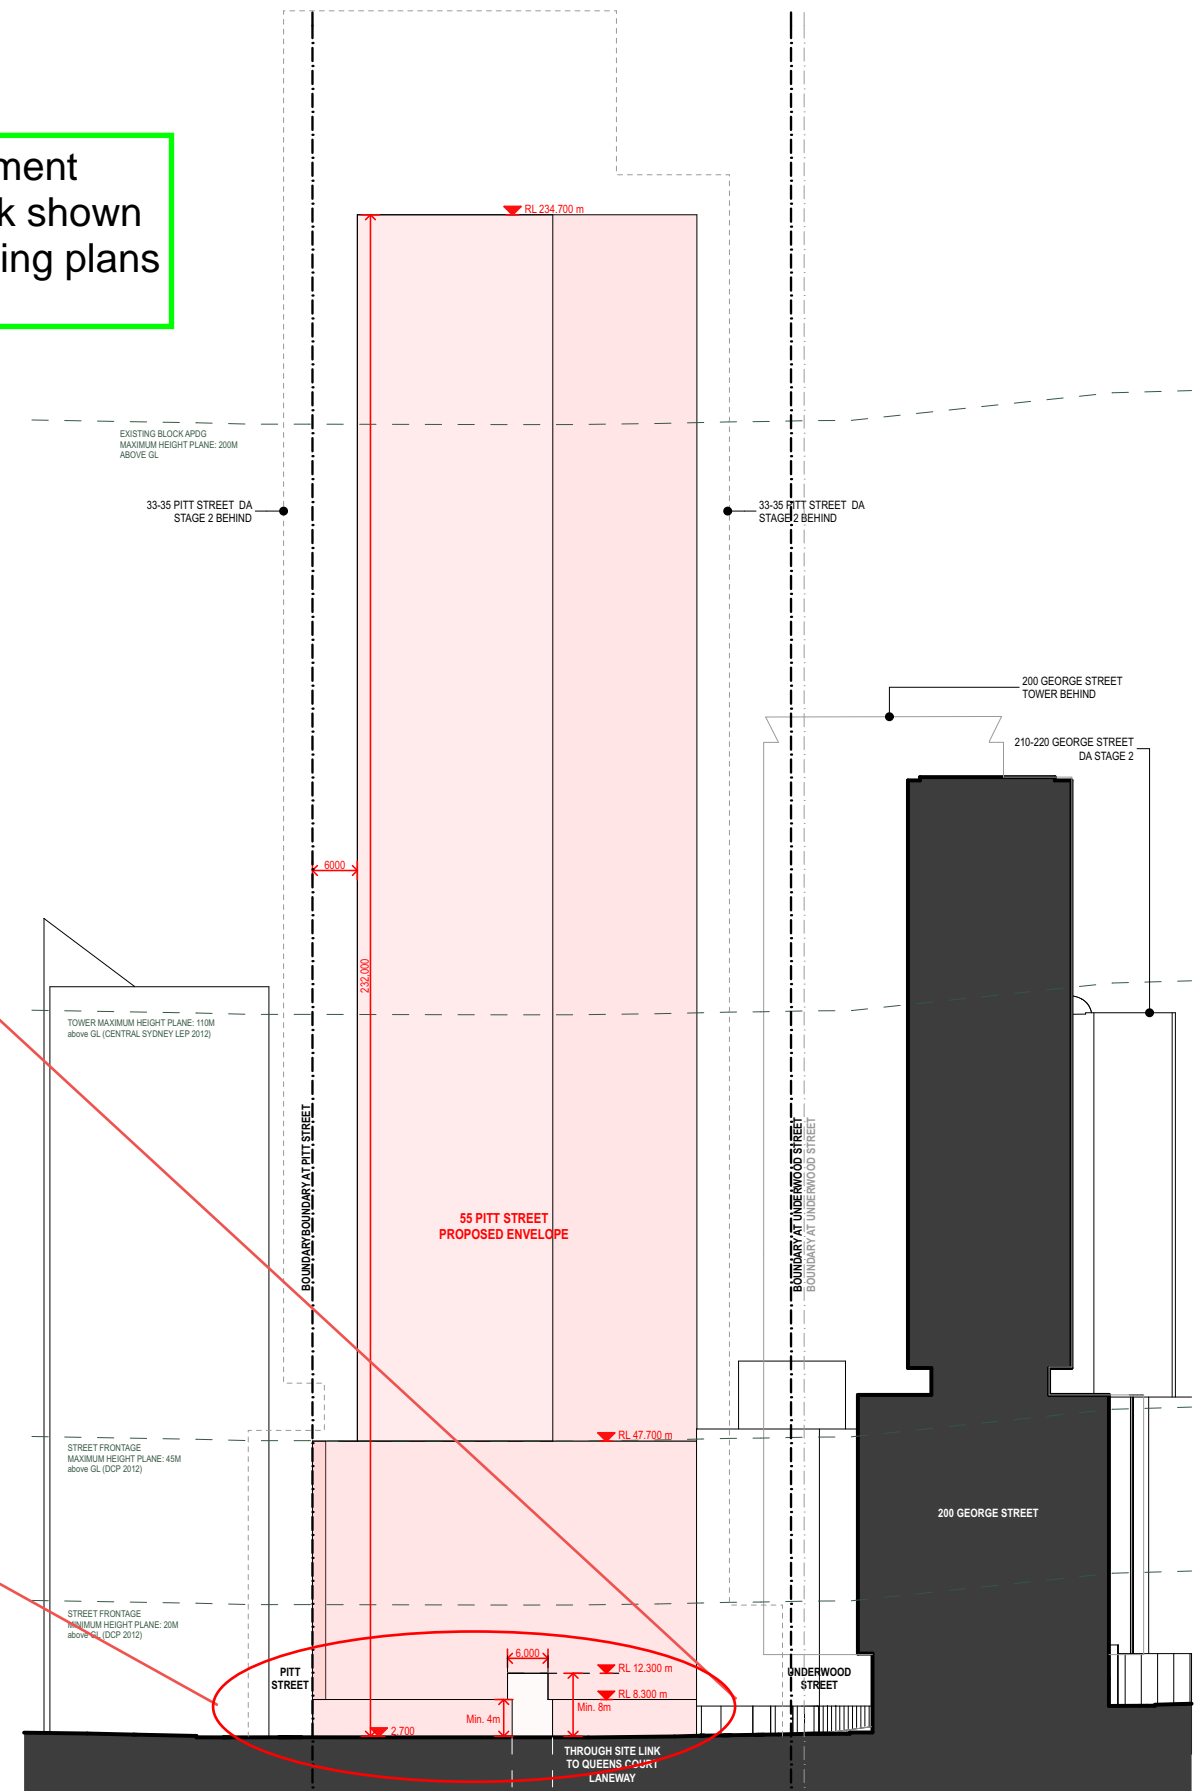 ment
k shown
ing plans
RL 234.700 m
EXISTING BLOCK APDG
MAXIMUM HEIGHT PLANE: 200M
ABOVE GL
33-35 PITT STREET DA
STAGE 2 BEHIND
33-35 PITT STREET DA
STAGE 2 BEHIND
200 GEORGE STREET
TOWER BEHIND
210-220 GEORGE STREET
DA STAGE 2
6000
232,000
TOWER MAXIMUM HEIGHT PLANE: 110M
above GL (CENTRAL SYDNEY LEP 2012)
BOUNDARYBOUNDARY AT PITT STREET
BOUNDARY AT UNDERWOOD STREET
BOUNDARY AT UNDERWOOD STREET
55 PITT STREET
PROPOSED ENVELOPE
RL 47.700 m
STREET FRONTAGE
MAXIMUM HEIGHT PLANE: 45M
above GL (DCP 2012)
200 GEORGE STREET
STREET FRONTAGE
MINIMUM HEIGHT PLANE: 20M
above GL (DCP 2012)
PITT
STREET
6,000
RL 12.300 m
RL 8.300 m
Min. 8m
Min. 4m
2.700
UNDERWOOD
STREET
THROUGH SITE LINK
TO QUEENS COURT
LANEWAY